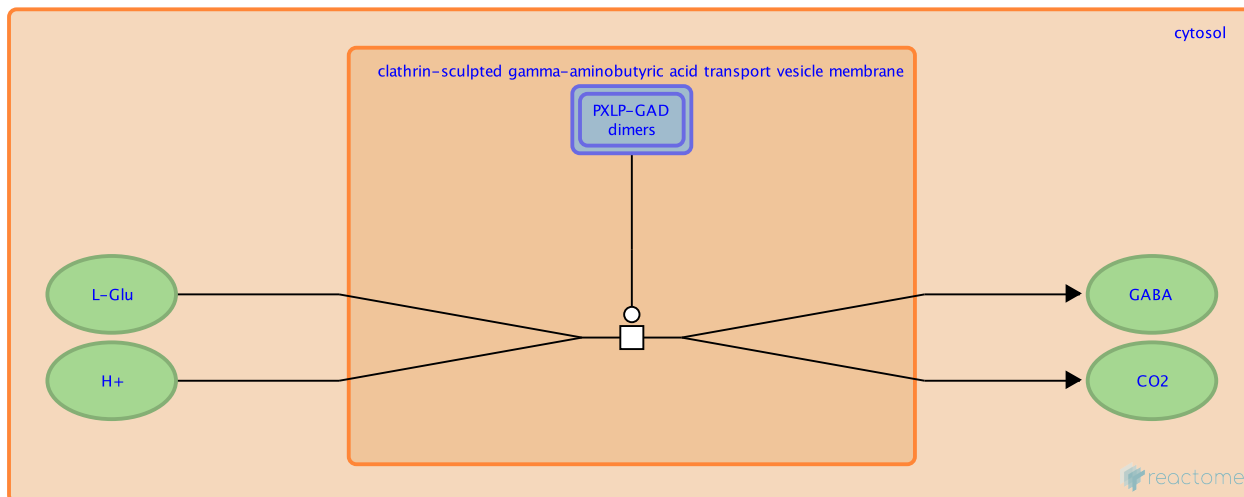 cytosol
clathrin-sculpted gamma-aminobutyric acid transport vesicle membrane
PXLP-GAD
dimers
L-Glu
GABA
H+
CO2
reactome